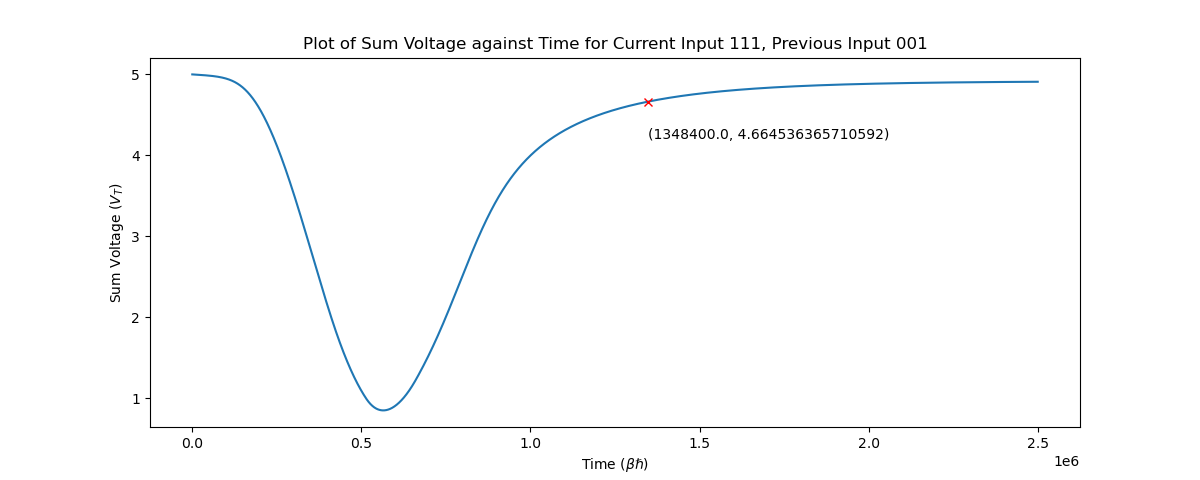 Plot of Sum Voltage against Time for Current Input 111, Previous Input 001
Sum Voltage ($V_T$)
5
4
3
2
1
(1348400.0, 4.664536365710592)
0.0 0.5 1.0 1.5 2.0 2.5
1e6
Time (βħ)